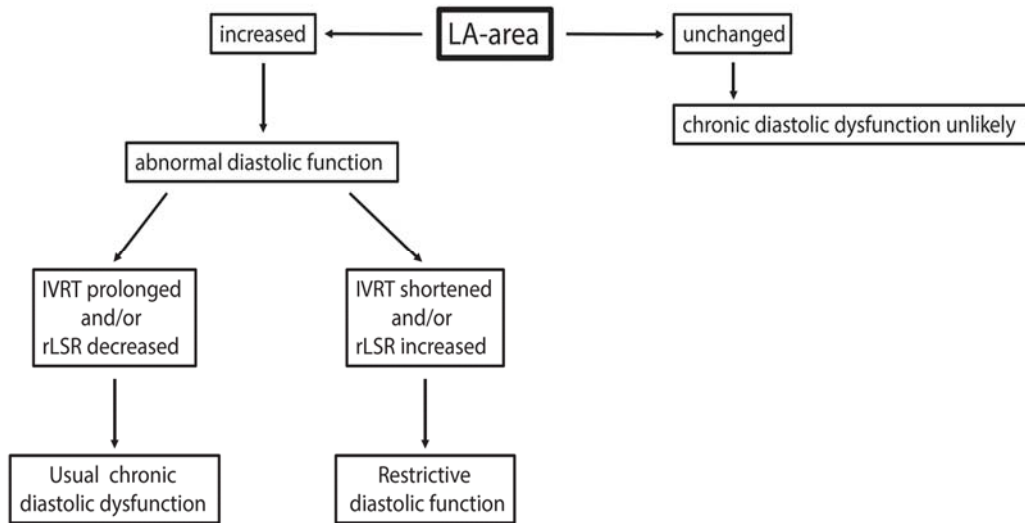 increased
LA-area
unchanged
chronic diastolic dysfunction unlikely
abnormal diastolic function
IVRT prolonged
and/or
rLSR decreased
IVRT shortened
and/or
rLSR increased
Usual chronic
diastolic dysfunction
Restrictive
diastolic function